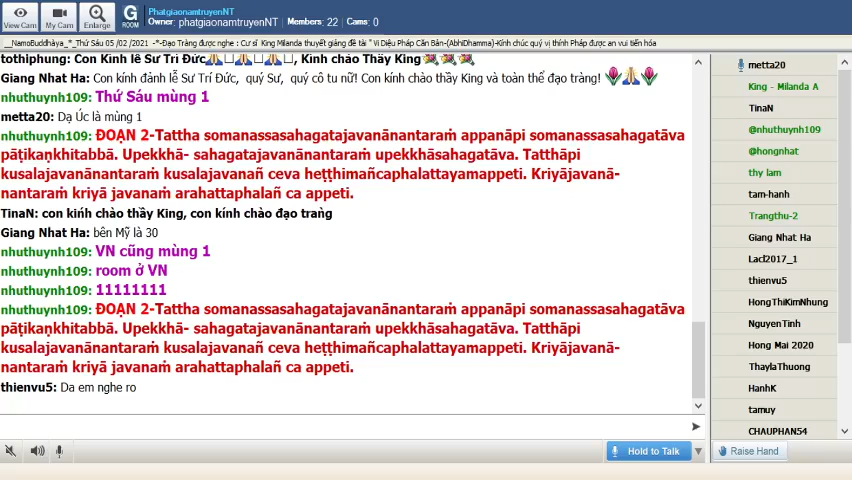 PhatgiaonamtruyenNT
Owner: phatgiaonamtruyenNT | Members: 22 | Cams: 0
View Cam
My Cam
Enlarge
G
ROOM
__NamoBuddhàya_*_Thứ Sáu 05 /02 /2021 -*-Đạo Tràng được nghe : Cư sĩ King Milanda thuyết giảng đề tài " Vi Diệu Pháp Căn Bản-(AbhiDhamma)-Kính chúc quý vị thính Pháp được an vui tiến hóa
tothiphung: Con Kính lễ Sư Trí Đức, , Kính chào Thầy King
Giang Nhat Ha: Con kính đảnh lễ Sư Trí Đức, quý Sư, quý cô tu nữ! Con kính chào thầy King và toàn thể đạo tràng!
nhuthuynh109: Thứ Sáu mùng 1
metta20: Dạ Úc là mùng 1
nhuthuynh109: ĐOẠN 2-Tattha somanassasahagatajavanānantaraṁ appanāpi somanassasahagatāva
pāṭikaṇkhitabbā. Upekkhā- sahagatajavanānantaraṁ upekkhāsahagatāva. Tatthāpi
kusalajavanānantaraṁ kusalajavanañ ceva heṭṭhimañcaphalattayamappeti. Kriyājavanā-
nantaraṁ kriyā javanaṁ arahattaphalañ ca appeti.
TinaN: con kính chào thầy King, con kính chào đạo tràng
Giang Nhat Ha: bên Mỹ là 30
nhuthuynh109: VN cũng mùng 1
nhuthuynh109: room ở VN
nhuthuynh109: 11111111
nhuthuynh109: ĐOẠN 2-Tattha somanassasahagatajavanānantaraṁ appanāpi somanassasahagatāva
pāṭikaṇkhitabbā. Upekkhā- sahagatajavanānantaraṁ upekkhāsahagatāva. Tatthāpi
kusalajavanānantaraṁ kusalajavanañ ceva heṭṭhimañcaphalattayamappeti. Kriyājavanā-
nantaraṁ kriyā javanaṁ arahattaphalañ ca appeti.
thienvu5: Da em nghe ro
metta20
King - Milanda A
TinaN
@nhuthuynh109
@hongnhat
thy lam
tam-hanh
Trangthu-2
Giang Nhat Ha
Lacl2017_1
thienvu5
HongThiKimNhung
NguyenTinh
Hong Mai 2020
ThaylaThuong
HanhK
tamuy
CHAUPHAN54
Hold to Talk
Raise Hand